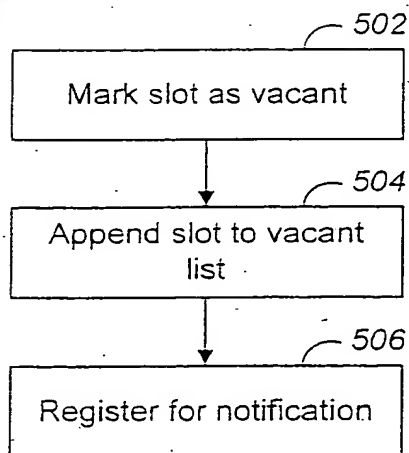 502
Mark slot as vacant
504
Append slot to vacant
list
506
Register for notification